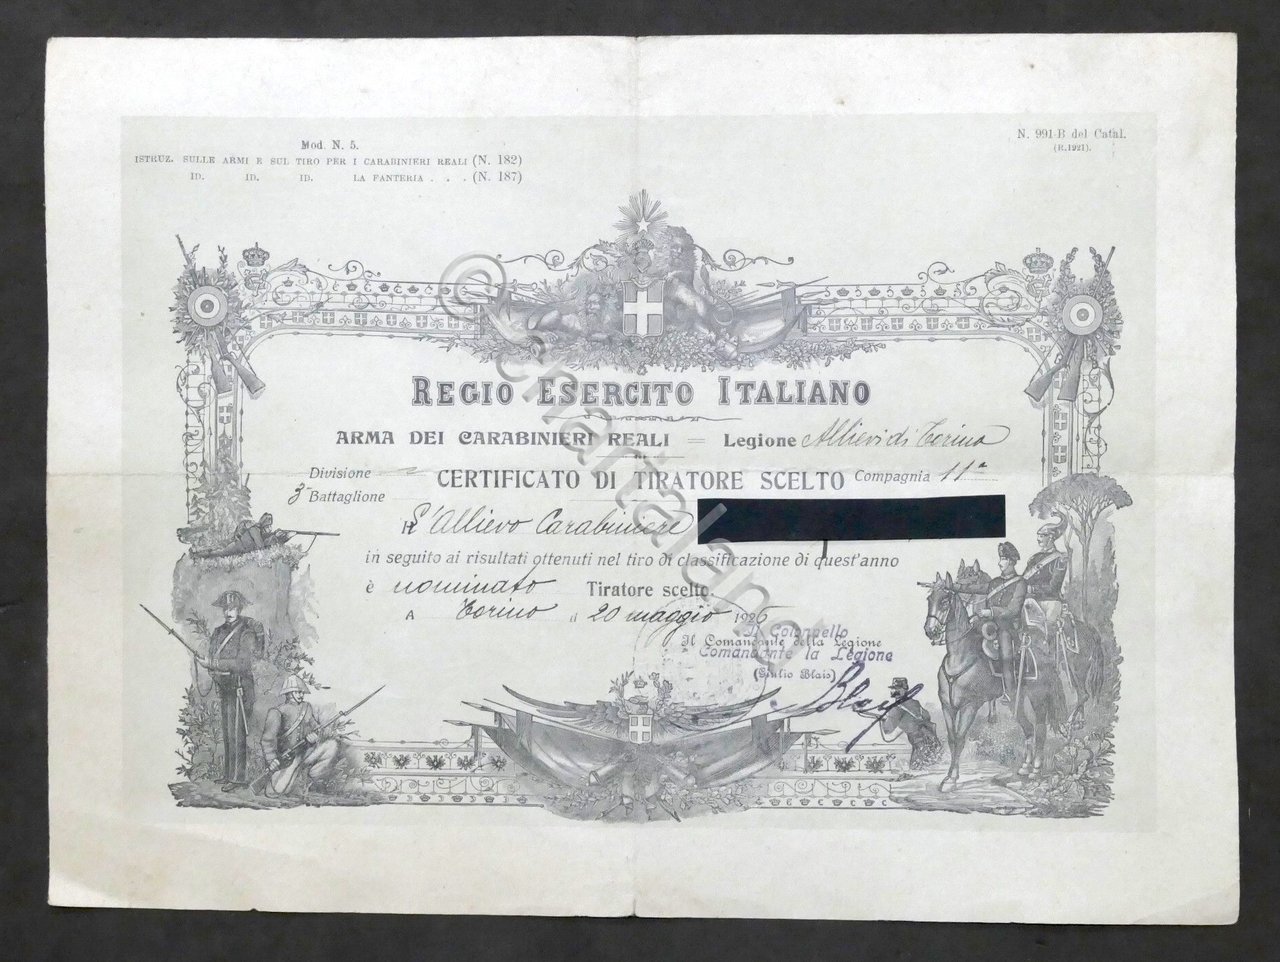 Mod. N. 5.
ISTRUZ. SULLE ARMI E SUL TIRO PER I CARABINIERI REALI (N. 182)
ID. ID. ID. LA FANTERIA . . . (N. 187)
N. 991-B del Catal.
(R.1921).
REGIO ESERCITO ITALIANO
ARMA DEI CARABINIERI REALI = Legione Allievi di Torino
Divisione — CERTIFICATO DI TIRATORE SCELTO Compagnia 11ª
3º Battaglione
L'Allievo Carabiniere
in seguito ai risultati ottenuti nel tiro di classificazione di quest'anno
è nominato Tiratore scelto.
A Torino il 20 maggio 1926
Il Colonnello
Il Comandante della Legione
Comandante la Legione
(Giulio Blais)
Blais
© chartaland